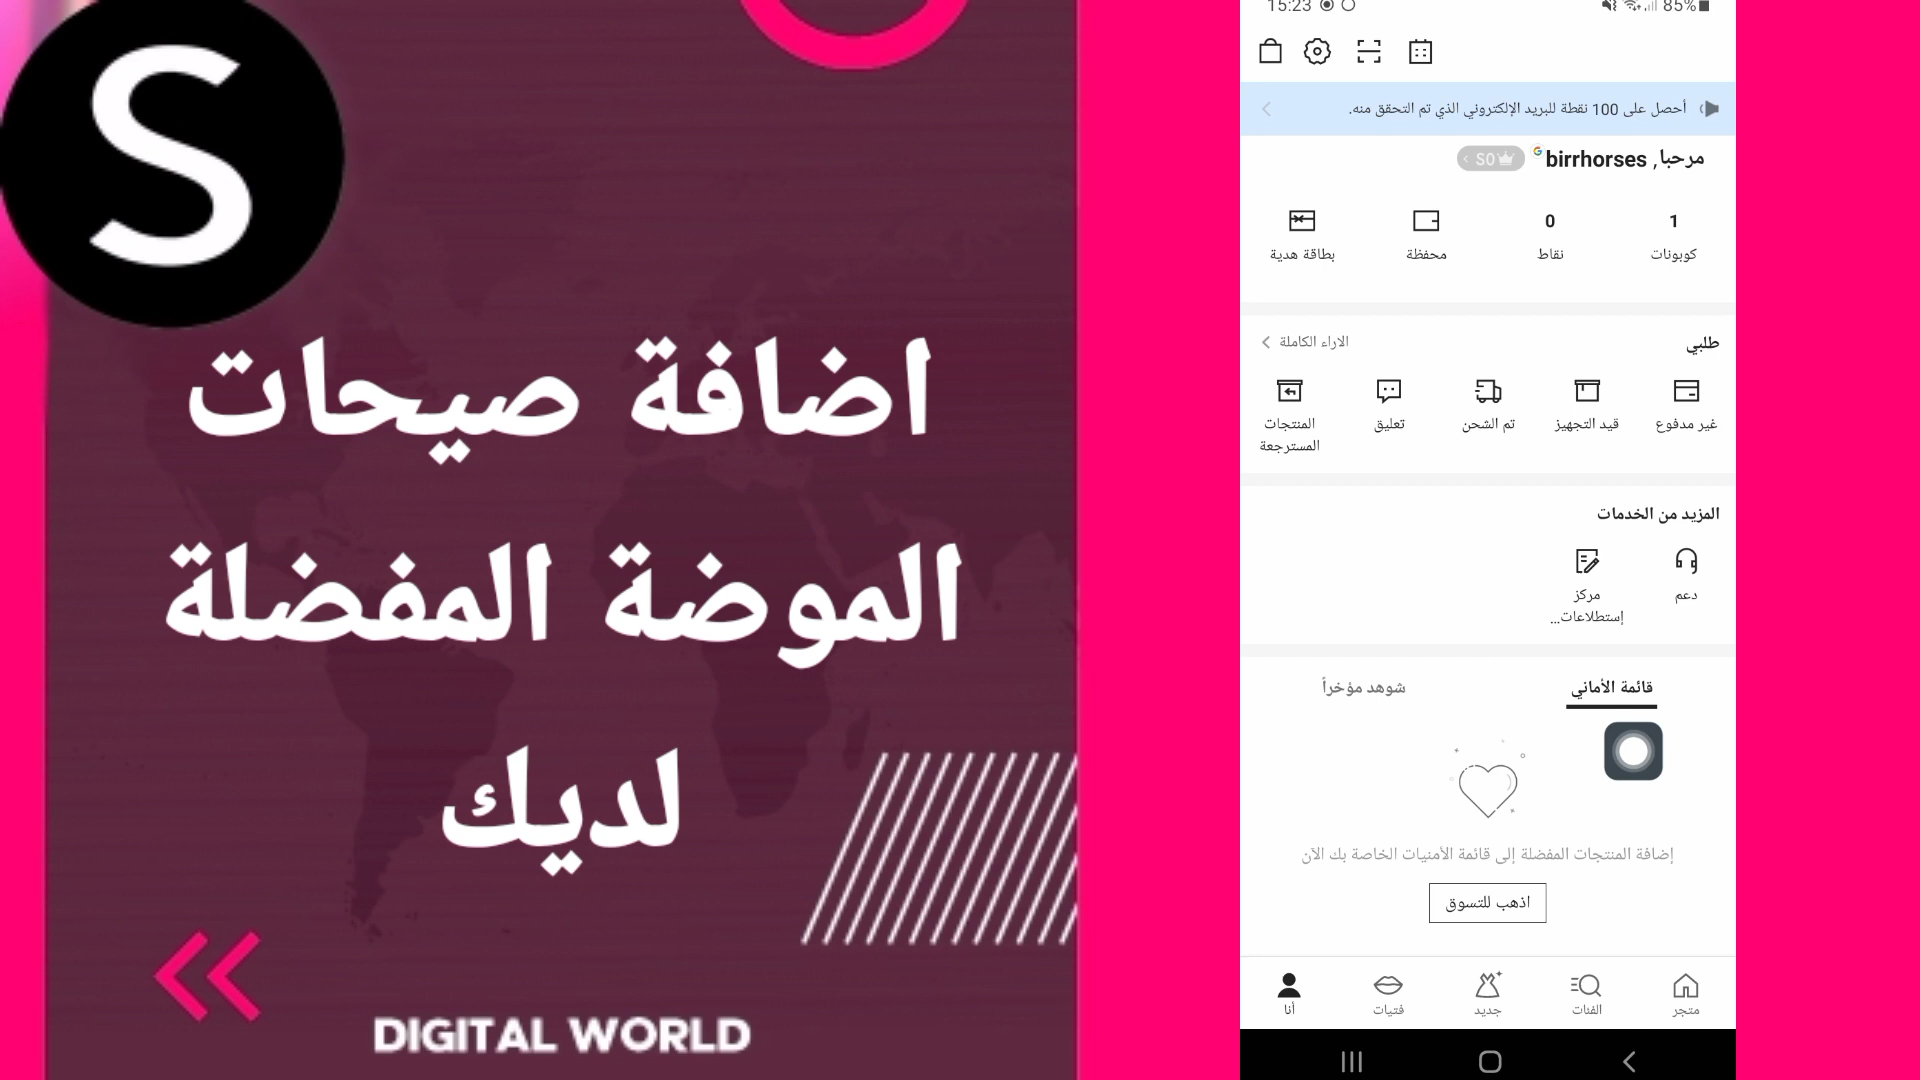 S
اضافة صيحات
الموضة المفضلة
لديك
DIGITAL WORLD
15:23
85%
أحصل على 100 نقطة للبريد الإلكتروني الذي تم التحقق منه.
مرحبا, birrhorses S0
1
0
كوبونات
نقاط
محفظة
بطاقة هدية
طلبي
الاراء الكاملة
غير مدفوع
قيد التجهيز
تم الشحن
تعليق
المنتجات
المسترجعة
المزيد من الخدمات
دعم
مركز
إستطلاعات...
قائمة الأماني
شوهد مؤخراً
إضافة المنتجات المفضلة إلى قائمة الأمنيات الخاصة بك الآن
اذهب للتسوق
متجر
الفئات
جديد
فتيات
أنا